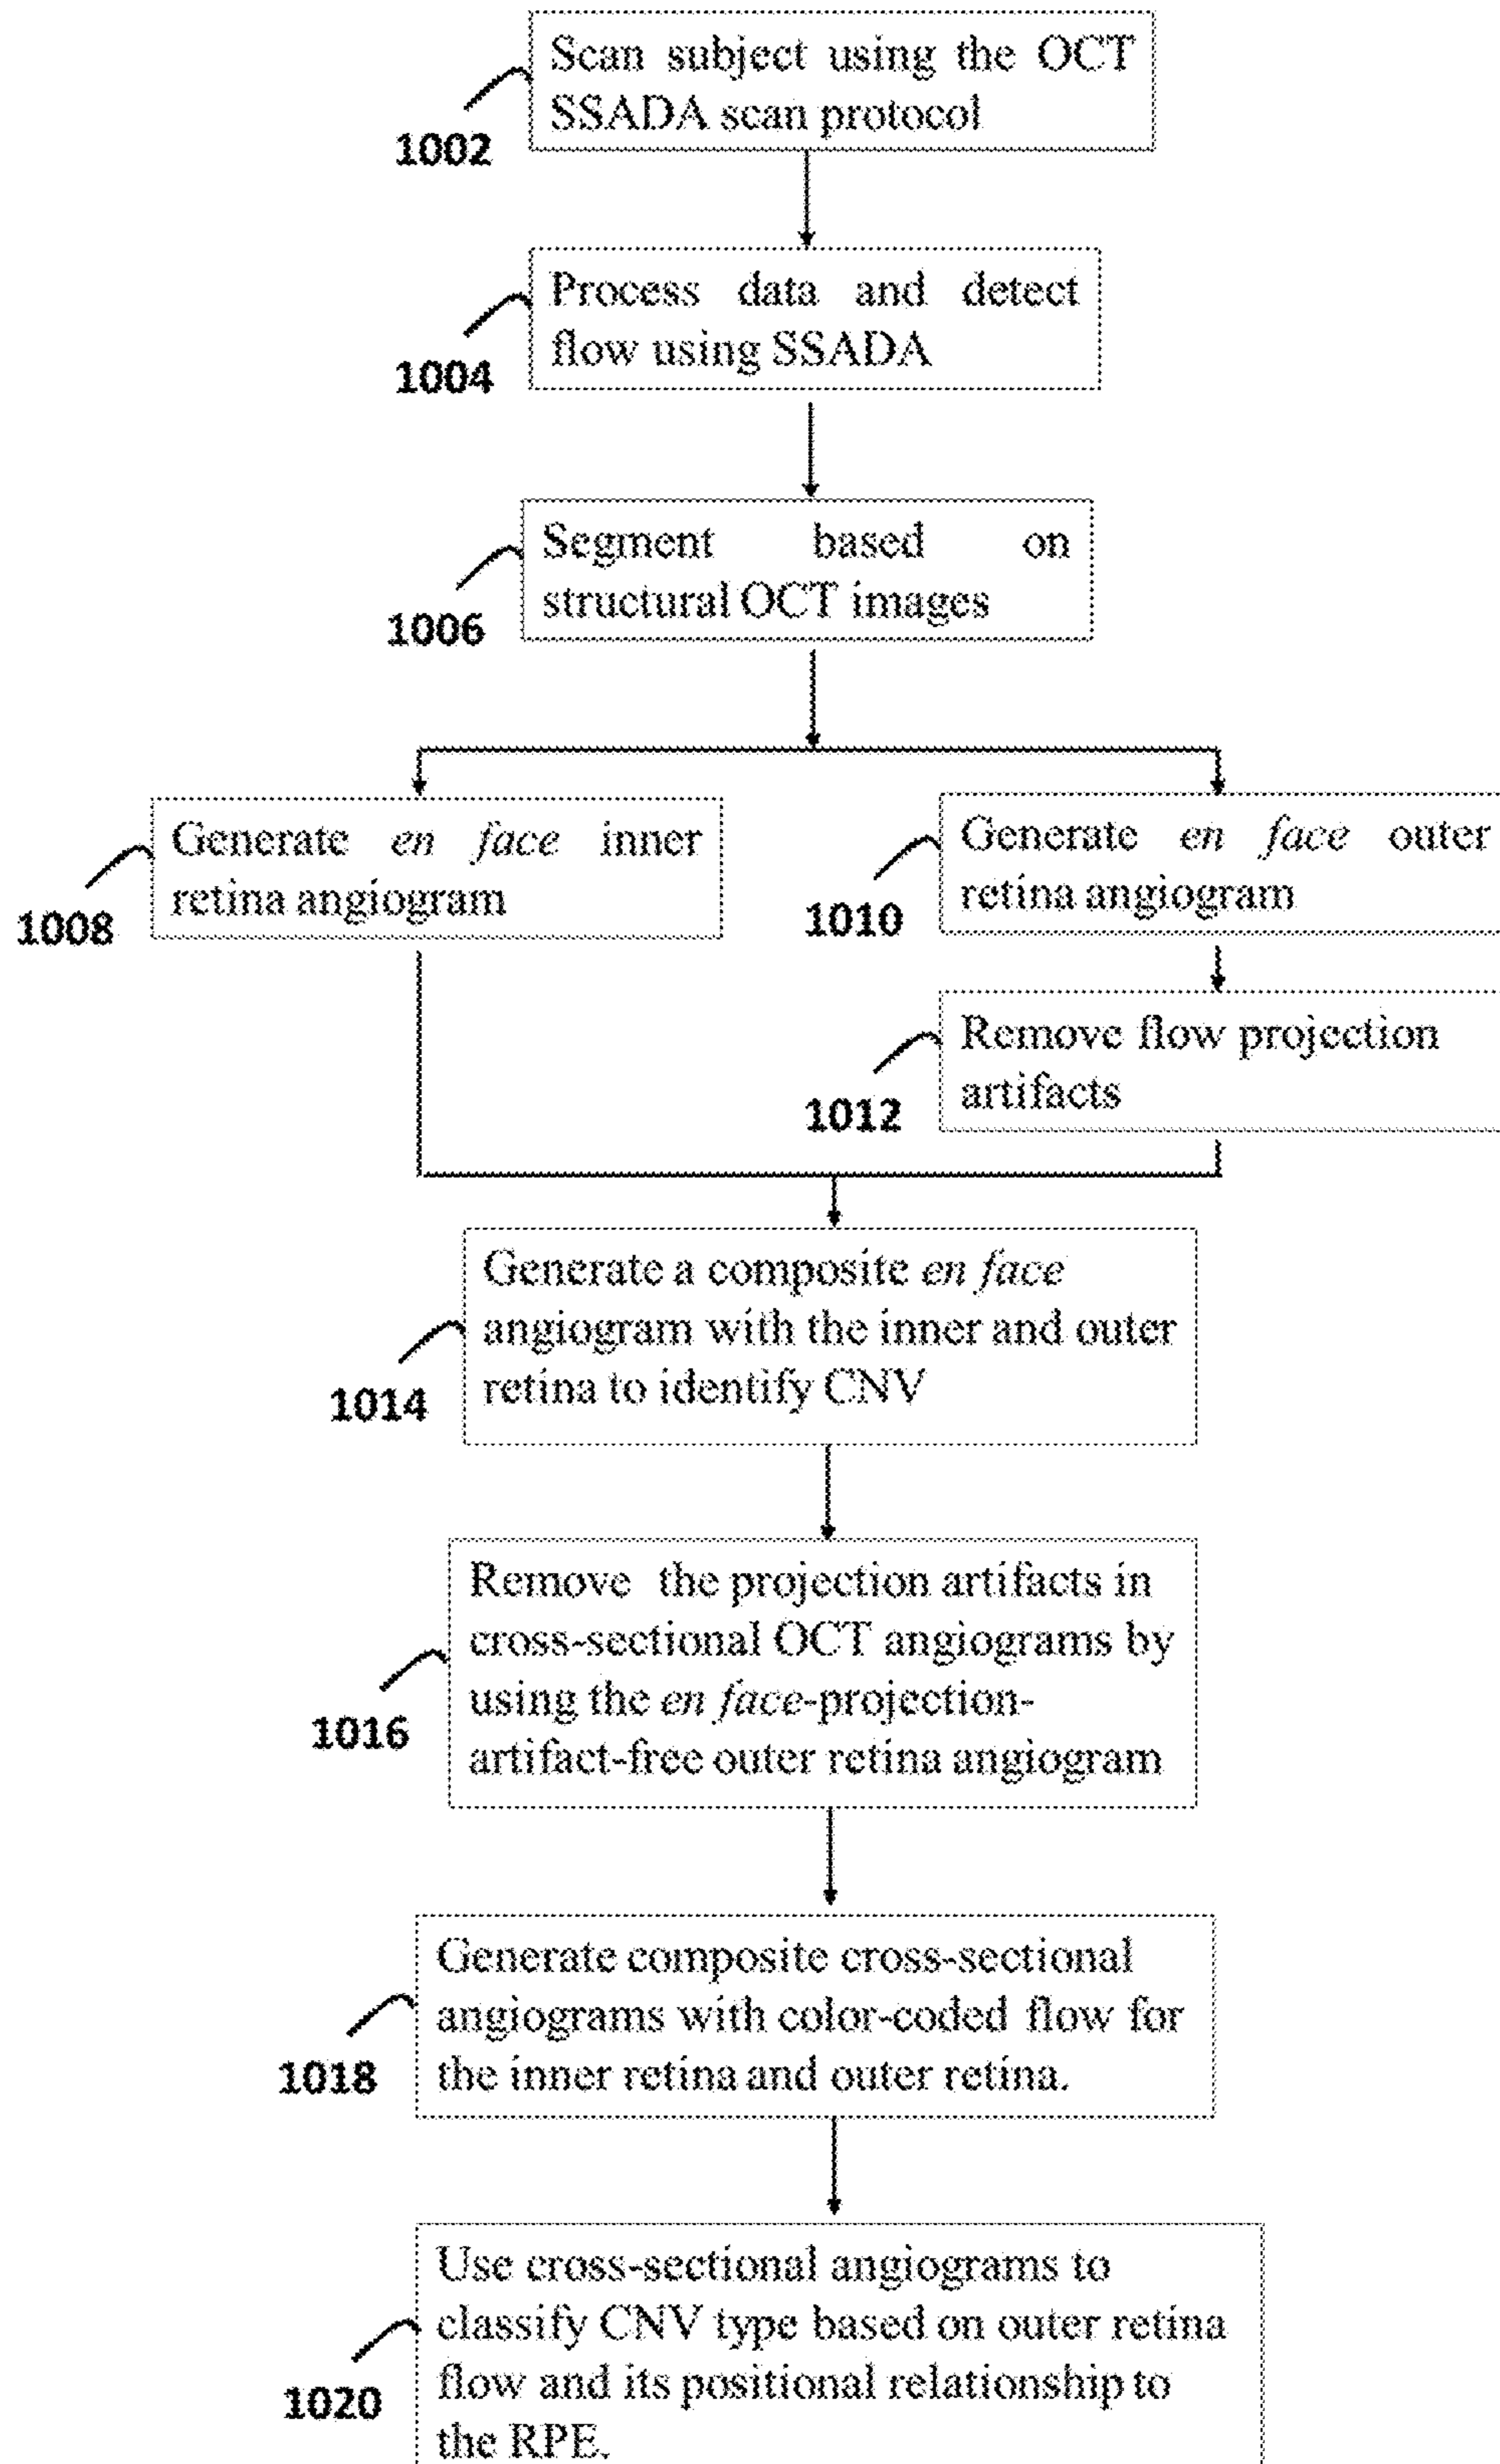 Scan subject using the OCT
SSADA scan protocol
1002
Process data and detect
flow using SSADA
1004
Segment based on
structural OCT images
1006
Generate en face inner
retina angiogram
1008
Generate en face outer
retina angiogram
1010
Remove flow projection
artifacts
1012
Generate a composite en face
angiogram with the inner and outer
retina to identify CNV
1014
Remove the projection artifacts in
cross-sectional OCT angiograms by
using the en face-projection-
artifact-free outer retina angiogram
1016
Generate composite cross-sectional
angiograms with color-coded flow for
the inner retina and outer retina.
1018
Use cross-sectional angiograms to
classify CNV type based on outer retina
flow and its positional relationship to
the RPE.
1020